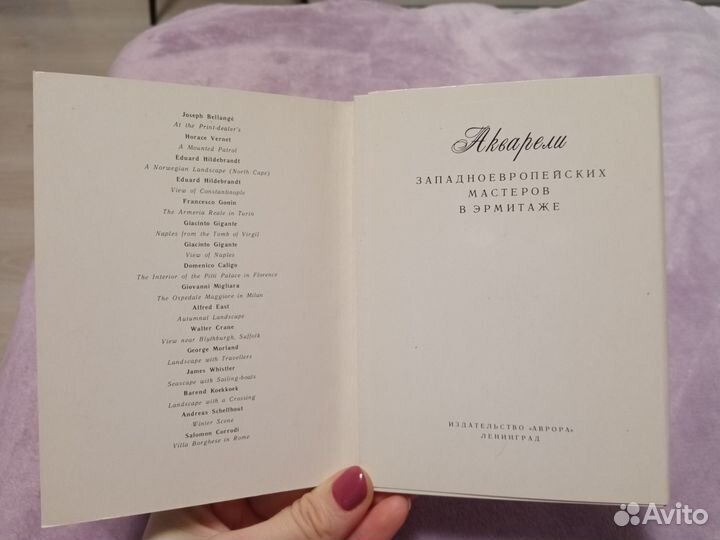 Joseph Bellangé
At the Print-dealer's
Horace Vernet
A Mounted Patrol
Eduard Hildebrandt
A Norwegian Landscape (North Cape)
Eduard Hildebrandt
View of Constantinople
Francesco Gonin
The Armeria Reale in Turin
Giacinto Gigante
Naples from the Tomb of Virgil
Giacinto Gigante
View of Naples
Domenico Caligo
The Interior of the Pitti Palace in Florence
Giovanni Migliara
The Ospedale Maggiore in Milan
Alfred East
Autumnal Landscape
Walter Crane
View near Blythburgh, Suffolk
George Morland
Landscape with Travellers
James Whistler
Seascape with Sailing-boats
Barend Koekkoek
Landscape with a Crossing
Andreas Schelfhout
Winter Scene
Salomon Corrodi
Villa Borghese in Rome
Акварели
ЗАПАДНОЕВРОПЕЙСКИХ
МАСТЕРОВ
В ЭРМИТАЖЕ
ИЗДАТЕЛЬСТВО «АВРОРА»
ЛЕНИНГРАД
Avito